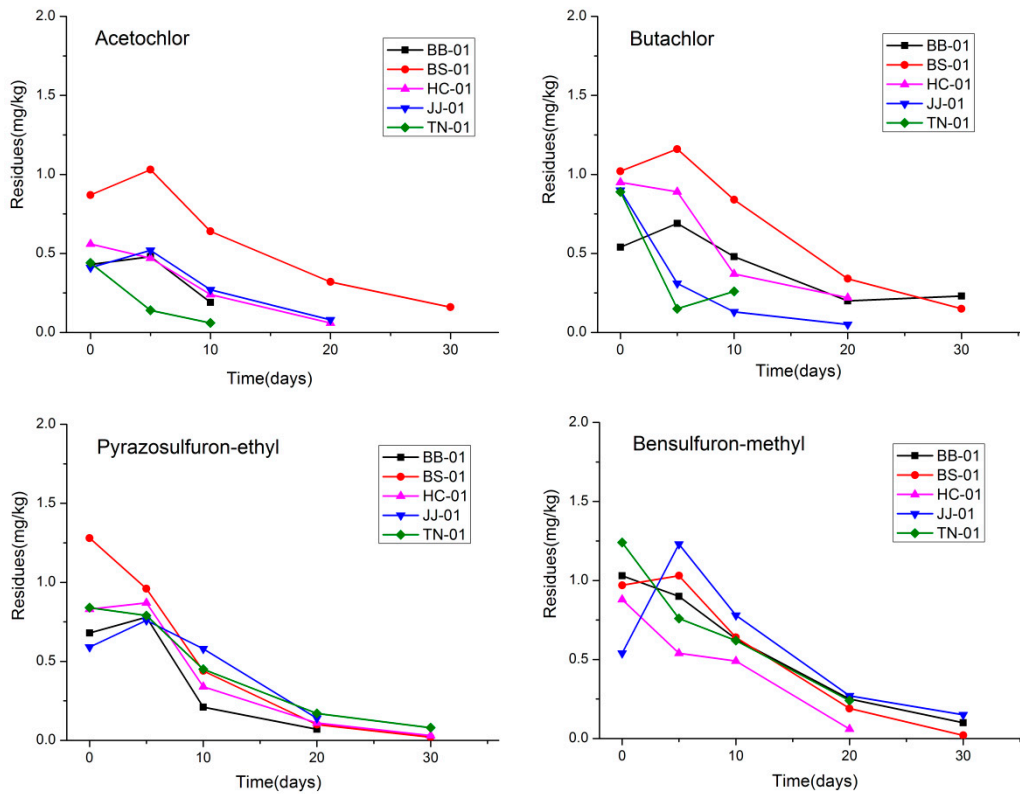 Acetochlor
BB-01
BS-01
HC-01
JJ-01
TN-01
Residues(mg/kg)
2.0
1.5
1.0
0.5
0.0
0 10 20 30
Time(days)
Butachlor
BB-01
BS-01
HC-01
JJ-01
TN-01
Residues(mg/kg)
2.0
1.5
1.0
0.5
0.0
0 10 20 30
Time(days)
Pyrazosulfuron-ethyl
BB-01
BS-01
HC-01
JJ-01
TN-01
Residues(mg/kg)
2.0
1.5
1.0
0.5
0.0
0 10 20 30
Time(days)
Bensulfuron-methyl
BB-01
BS-01
HC-01
JJ-01
TN-01
Residues(mg/kg)
2.0
1.5
1.0
0.5
0.0
0 10 20 30
Time(days)